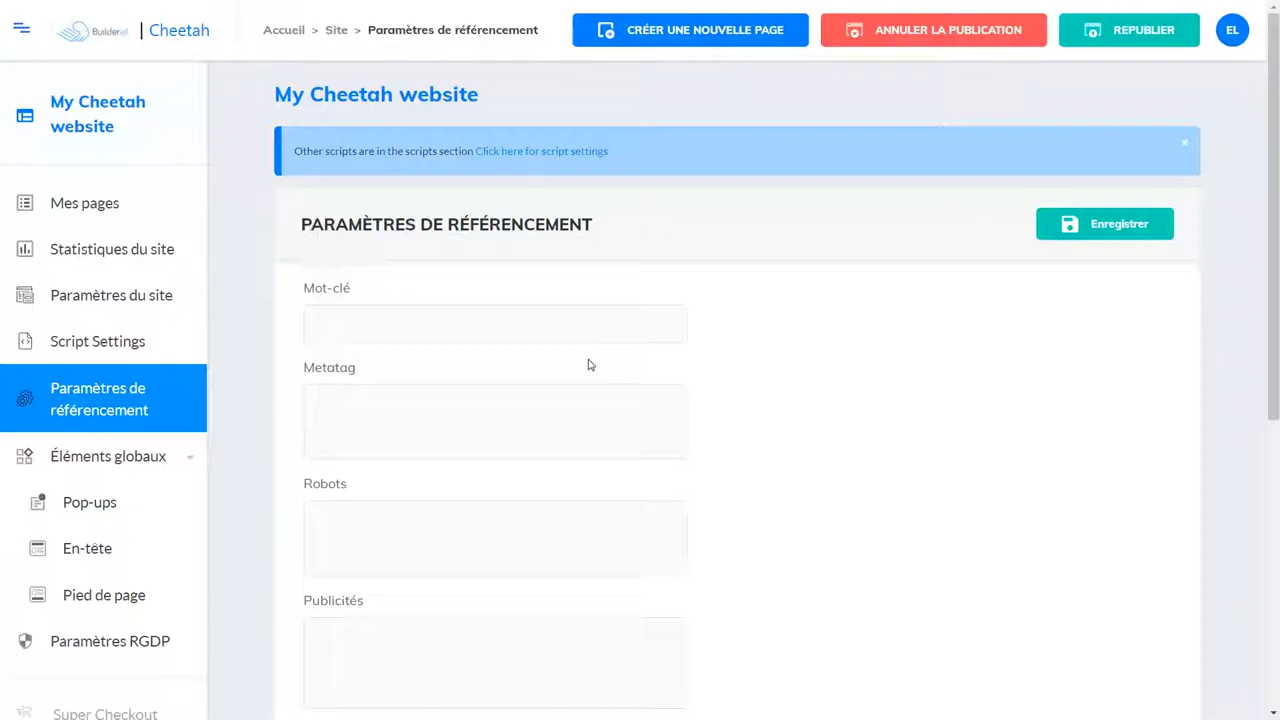 Builderall | Cheetah
Accueil > Site > Paramètres de référencement
CRÉER UNE NOUVELLE PAGE
ANNULER LA PUBLICATION
REPUBLIER
EL
My Cheetah
website
Mes pages
Statistiques du site
Paramètres du site
Script Settings
Paramètres de
référencement
Éléments globaux
Pop-ups
En-tête
Pied de page
Paramètres RGDP
Super Checkout
My Cheetah website
Other scripts are in the scripts section Click here for script settings
×
PARAMÈTRES DE RÉFÉRENCEMENT
Enregistrer
Mot-clé
Metatag
Robots
Publicités